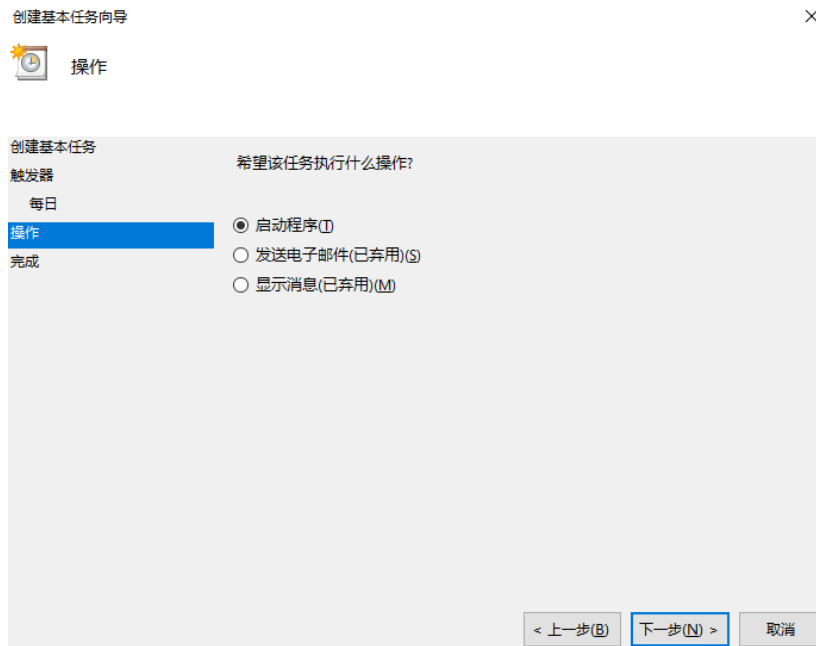 创建基本任务向导
操作
创建基本任务
触发器
每日
操作
完成
希望该任务执行什么操作?
启动程序(T)
发送电子邮件(已弃用)(S)
显示消息(已弃用)(M)
< 上一步(B)
下一步(N) >
取消